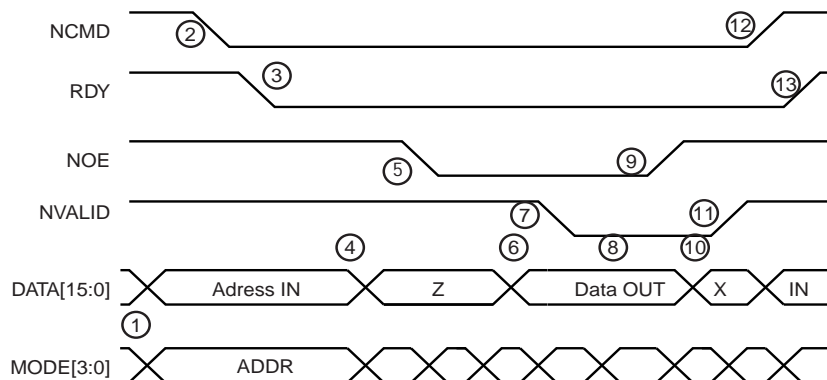 NCMD
2
12
RDY
3
13
NOE
5
9
NVALID
7
11
4
6
8
10
DATA[15:0]
Adress IN
Z
Data OUT
X
IN
1
MODE[3:0]
ADDR